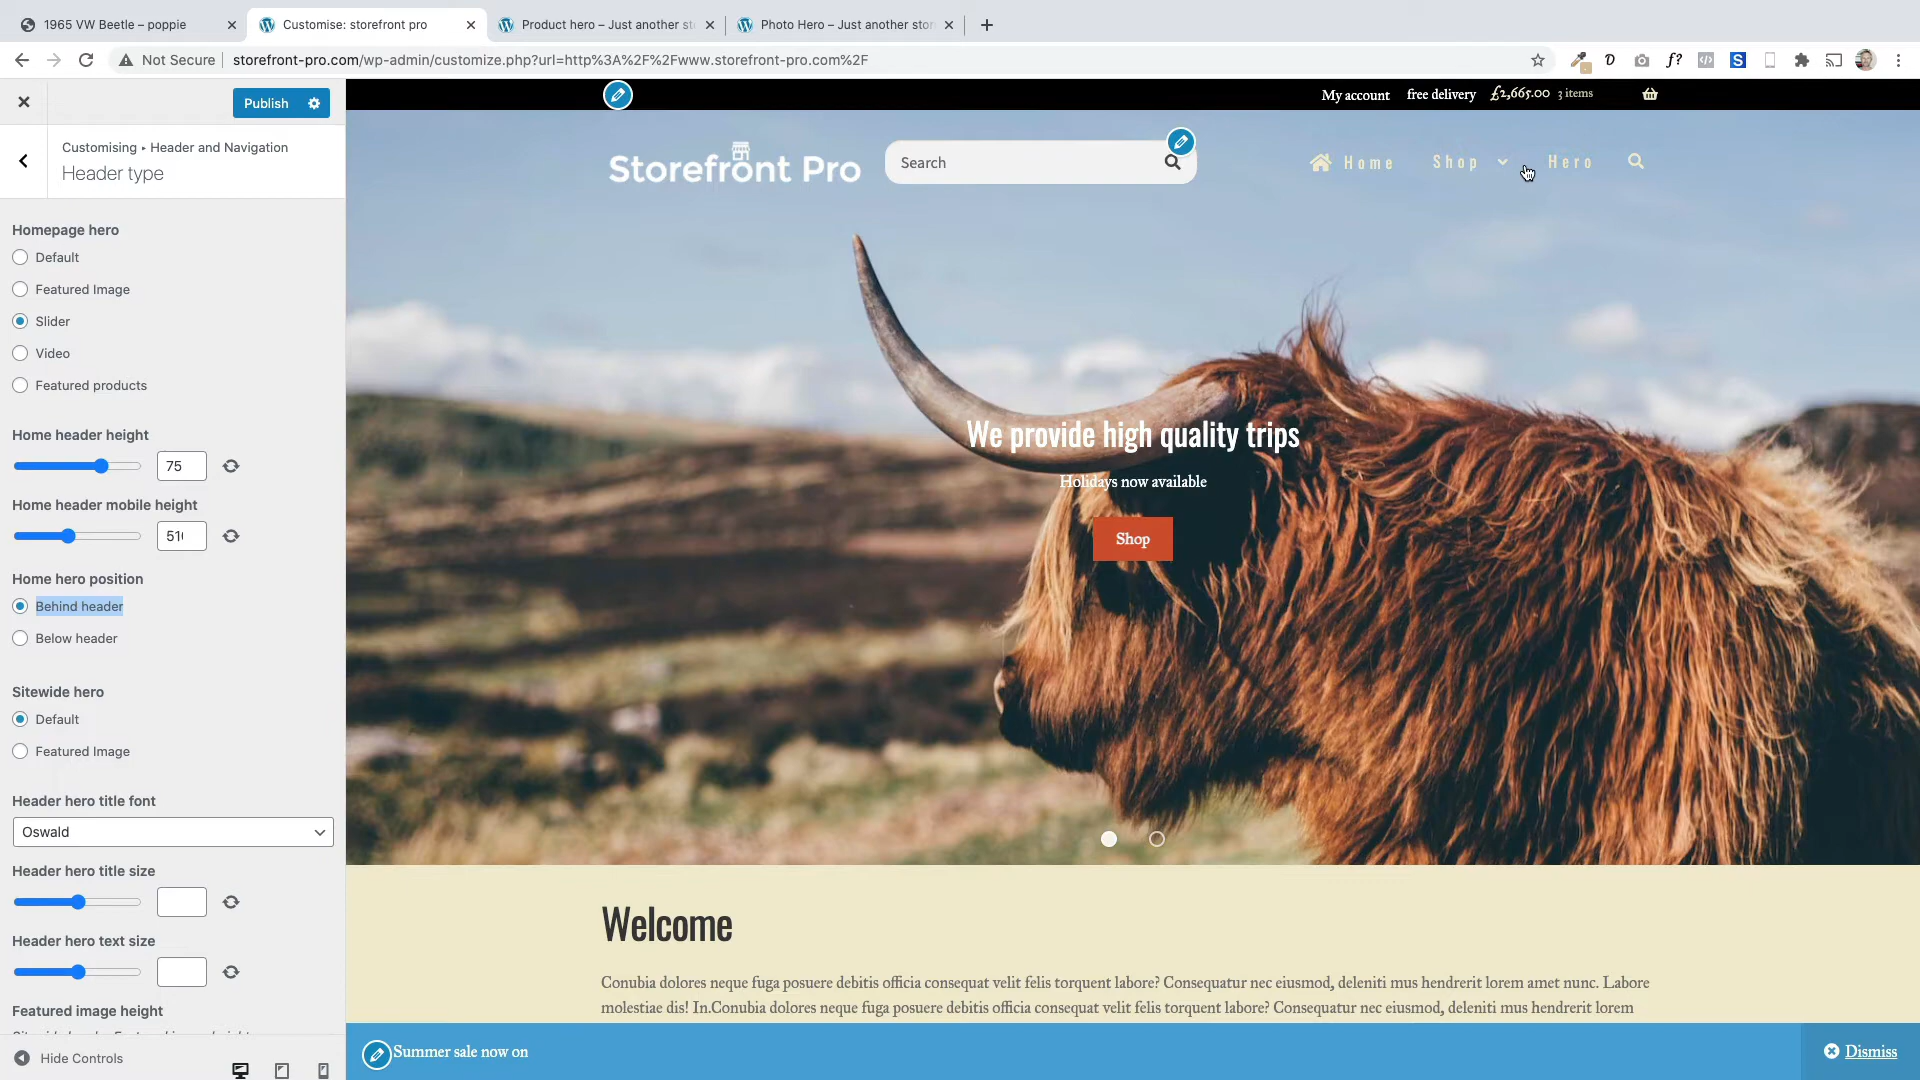 1965 VW Beetle – poppie
Customise: storefront pro
Product hero – Just another st
Photo Hero – Just another stor
Not Secure
storefront-pro.com/wp-admin/customize.php?url=http%3A%2F%2Fwww.storefront-pro.com%2F
Publish
Customising ▸ Header and Navigation
Header type
Homepage hero
Default
Featured Image
Slider
Video
Featured products
Home header height
75
Home header mobile height
51
Home hero position
Behind header
Below header
Sitewide hero
Default
Featured Image
Header hero title font
Oswald
Header hero title size
Header hero text size
Featured image height
Hide Controls
My account
free delivery
£2,665.00 3 items
Storefront Pro
Search
Home
Shop
Hero
We provide high quality trips
Holidays now available
Shop
Welcome
Conubia dolores neque fuga posuere debitis officia consequat velit felis torquent labore? Consequatur nec eiusmod, deleniti mus hendrerit lorem amet nunc. Labore
molestiae dis! In.Conubia dolores neque fuga posuere debitis officia consequat velit felis torquent labore? Consequatur nec eiusmod, deleniti mus hendrerit lorem
Summer sale now on
Dismiss